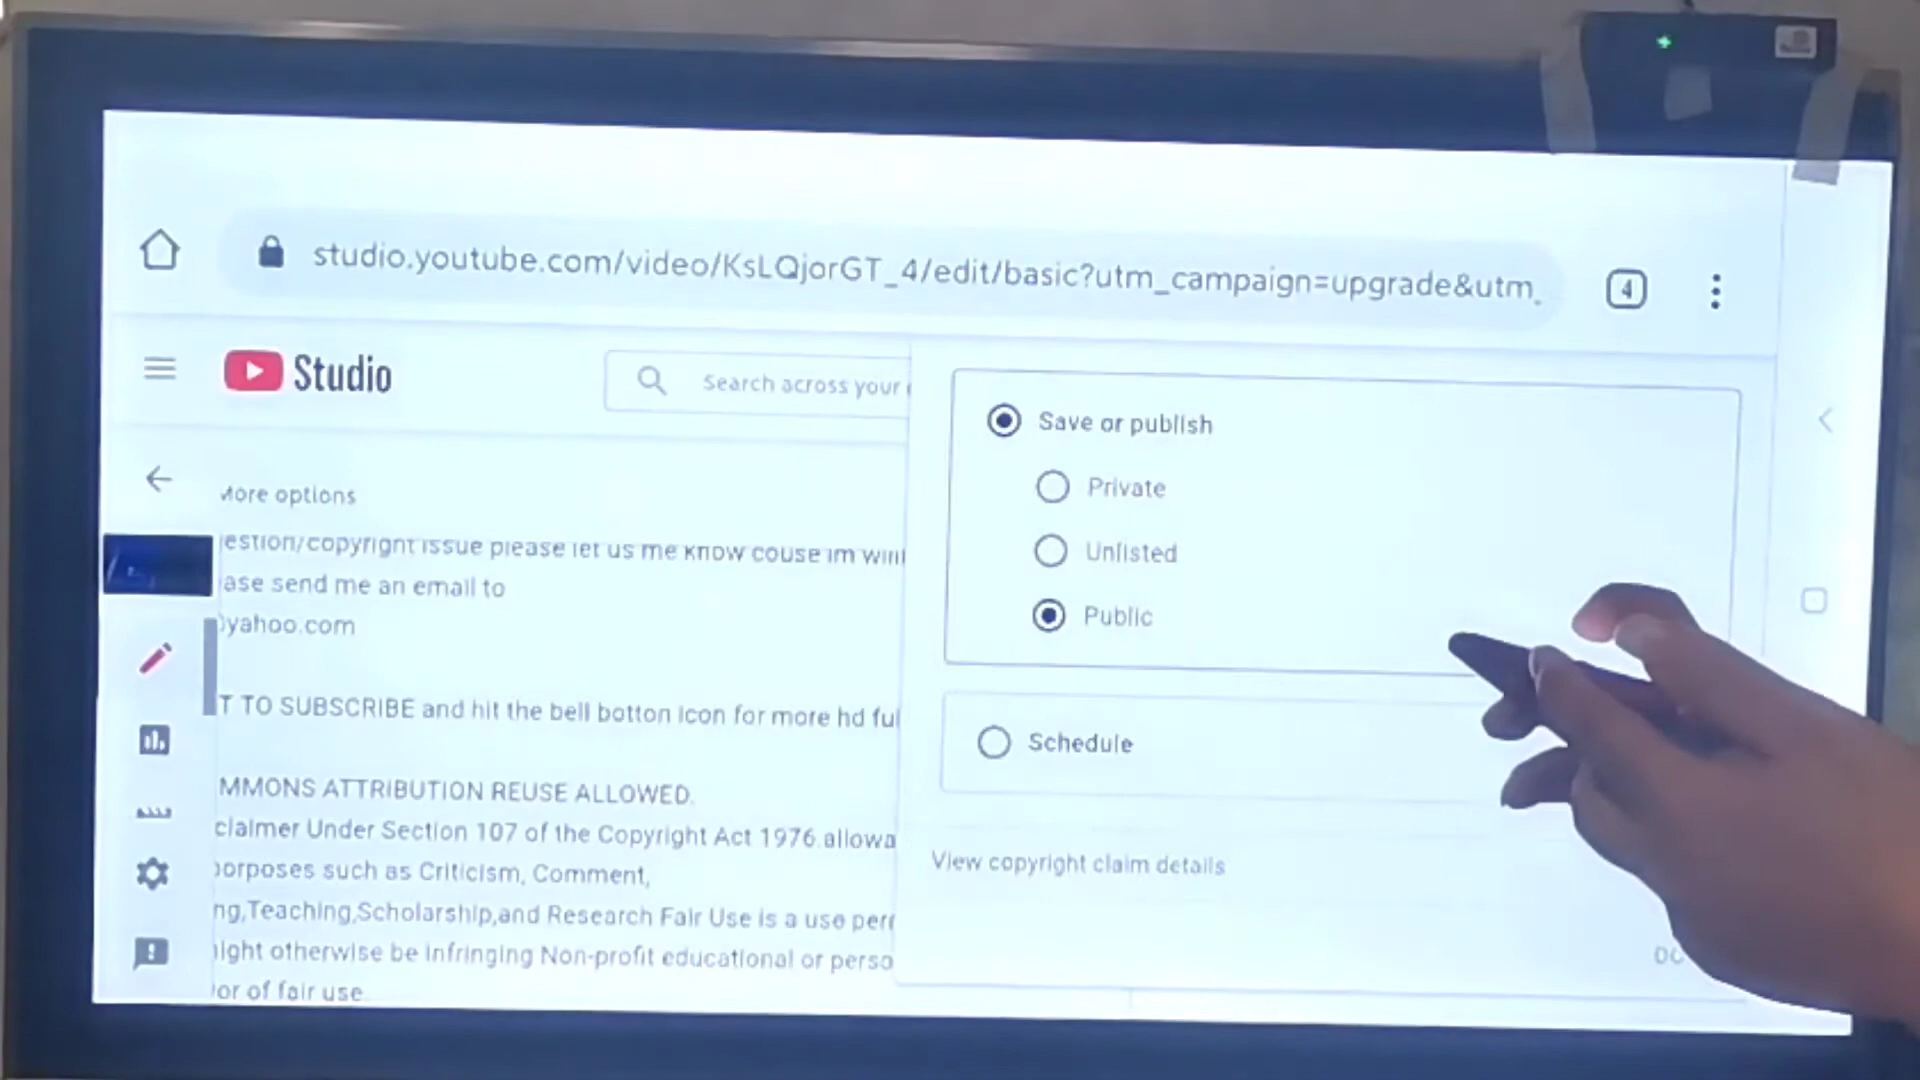 studio.youtube.com/video/KsLQjorGT_4/edit/basic?utm_campaign=upgrade&utm_
4
Studio
Search across your
More options
estion/copyright issue please let us me know couse im
ase send me an email to
yahoo.com
T TO SUBSCRIBE and hit the bell botton icon for more hd ful
MMONS ATTRIBUTION REUSE ALLOWED.
claimer Under Section 107 of the Copyright Act 1976 allowa
porposes such as Criticism, Comment,
ng,Teaching,Scholarship,and Research Fair Use is a use perr
ight otherwise be infringing Non-profit educational or perso
or of fair use
Save or publish
Private
Unlisted
Public
Schedule
View copyright claim details